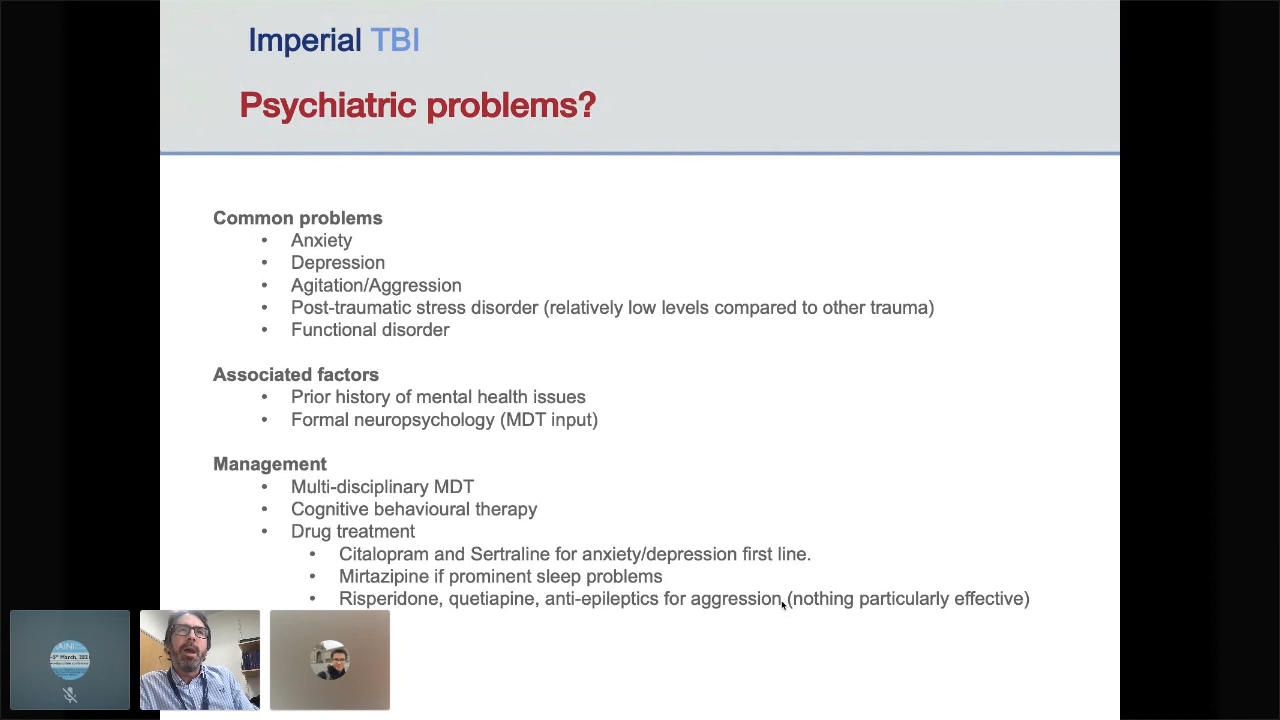 Imperial TBI
Psychiatric problems?
Common problems
• Anxiety
• Depression
• Agitation/Aggression
• Post-traumatic stress disorder (relatively low levels compared to other trauma)
• Functional disorder
Associated factors
• Prior history of mental health issues
• Formal neuropsychology (MDT input)
Management
• Multi-disciplinary MDT
• Cognitive behavioural therapy
• Drug treatment
• Citalopram and Sertraline for anxiety/depression first line.
• Mirtazipine if prominent sleep problems
• Risperidone, quetiapine, anti-epileptics for aggression (nothing particularly effective)